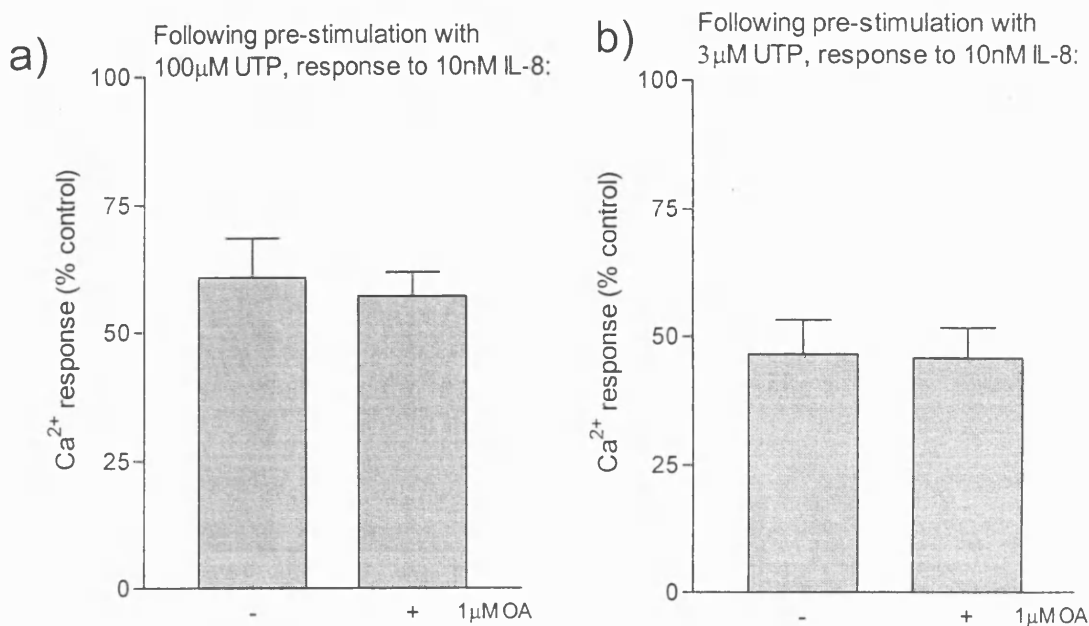 a)
Following pre-stimulation with
100µM UTP, response to 10nM IL-8:
100
75
50
25
0
Ca²⁺ response (% control)
-
+
1µM OA
b)
Following pre-stimulation with
3µM UTP, response to 10nM IL-8:
100
75
50
25
0
Ca²⁺ response (% control)
-
+
1µM OA